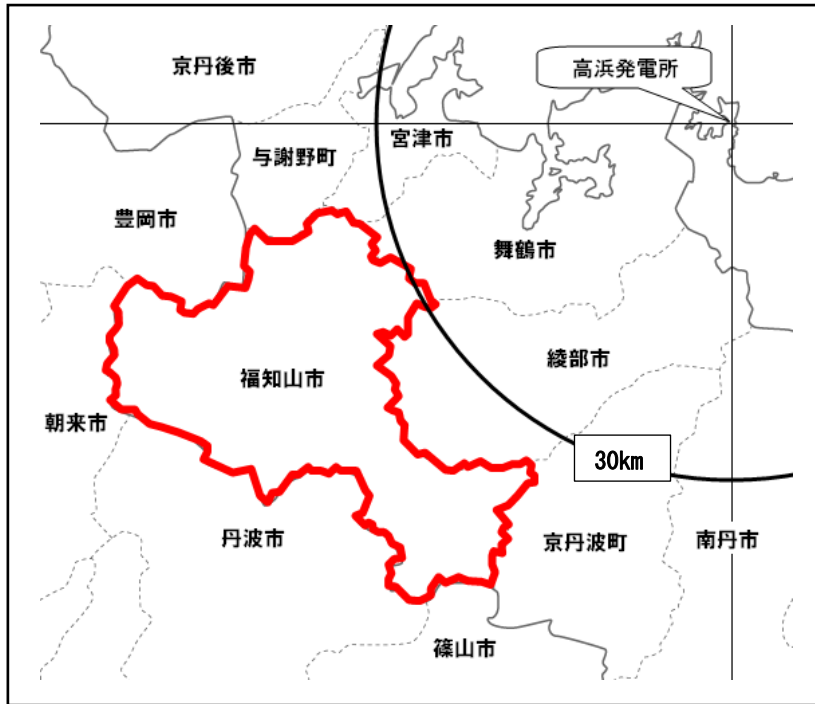 京丹後市
高浜発電所
宮津市
与謝野町
豊岡市
舞鶴市
綾部市
福知山市
朝来市
30km
丹波市
京丹波町
南丹市
篠山市